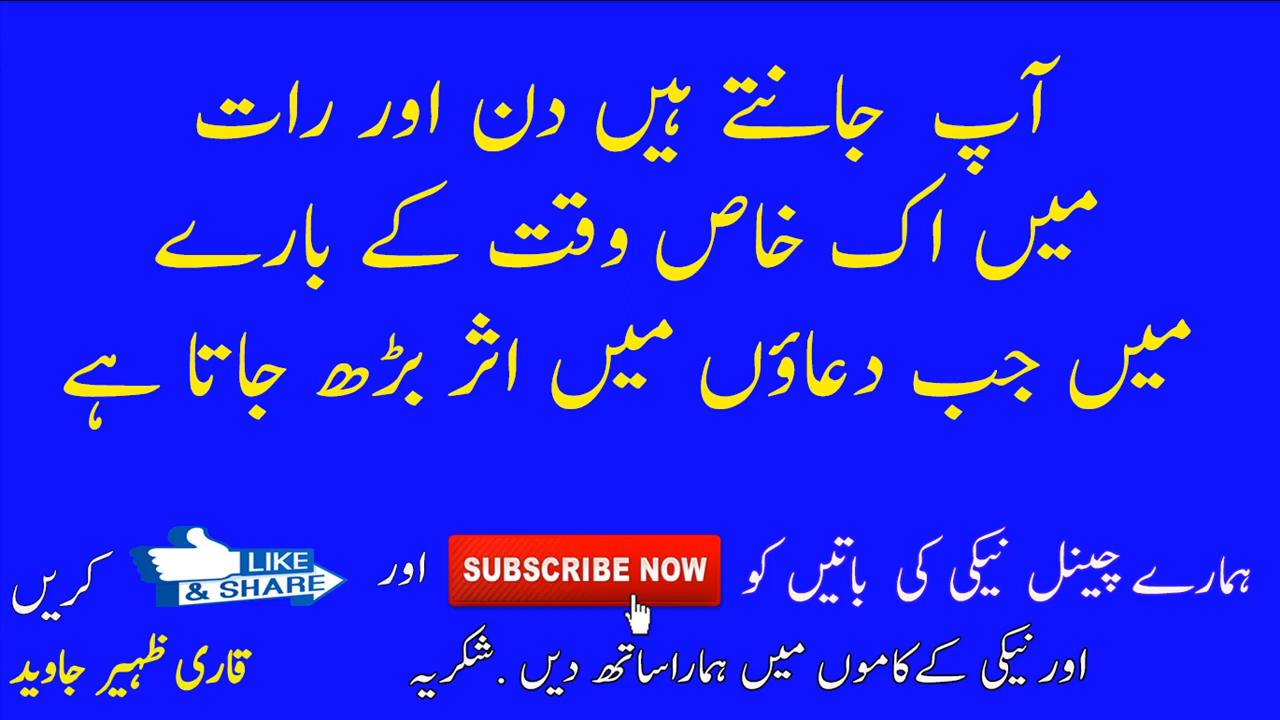 آپ جانتے ہیں دن اور رات
میں اک خاص وقت کے بارے
میں جب دعاؤں میں اثر بڑھ جاتا ہے
ہمارے چینل نیکی کی باتیں کو SUBSCRIBE NOW اور LIKE & SHARE کریں
اور نیکی کے کاموں میں ہمارا ساتھ دیں . شکریہ
قاری ظہیر جاوید